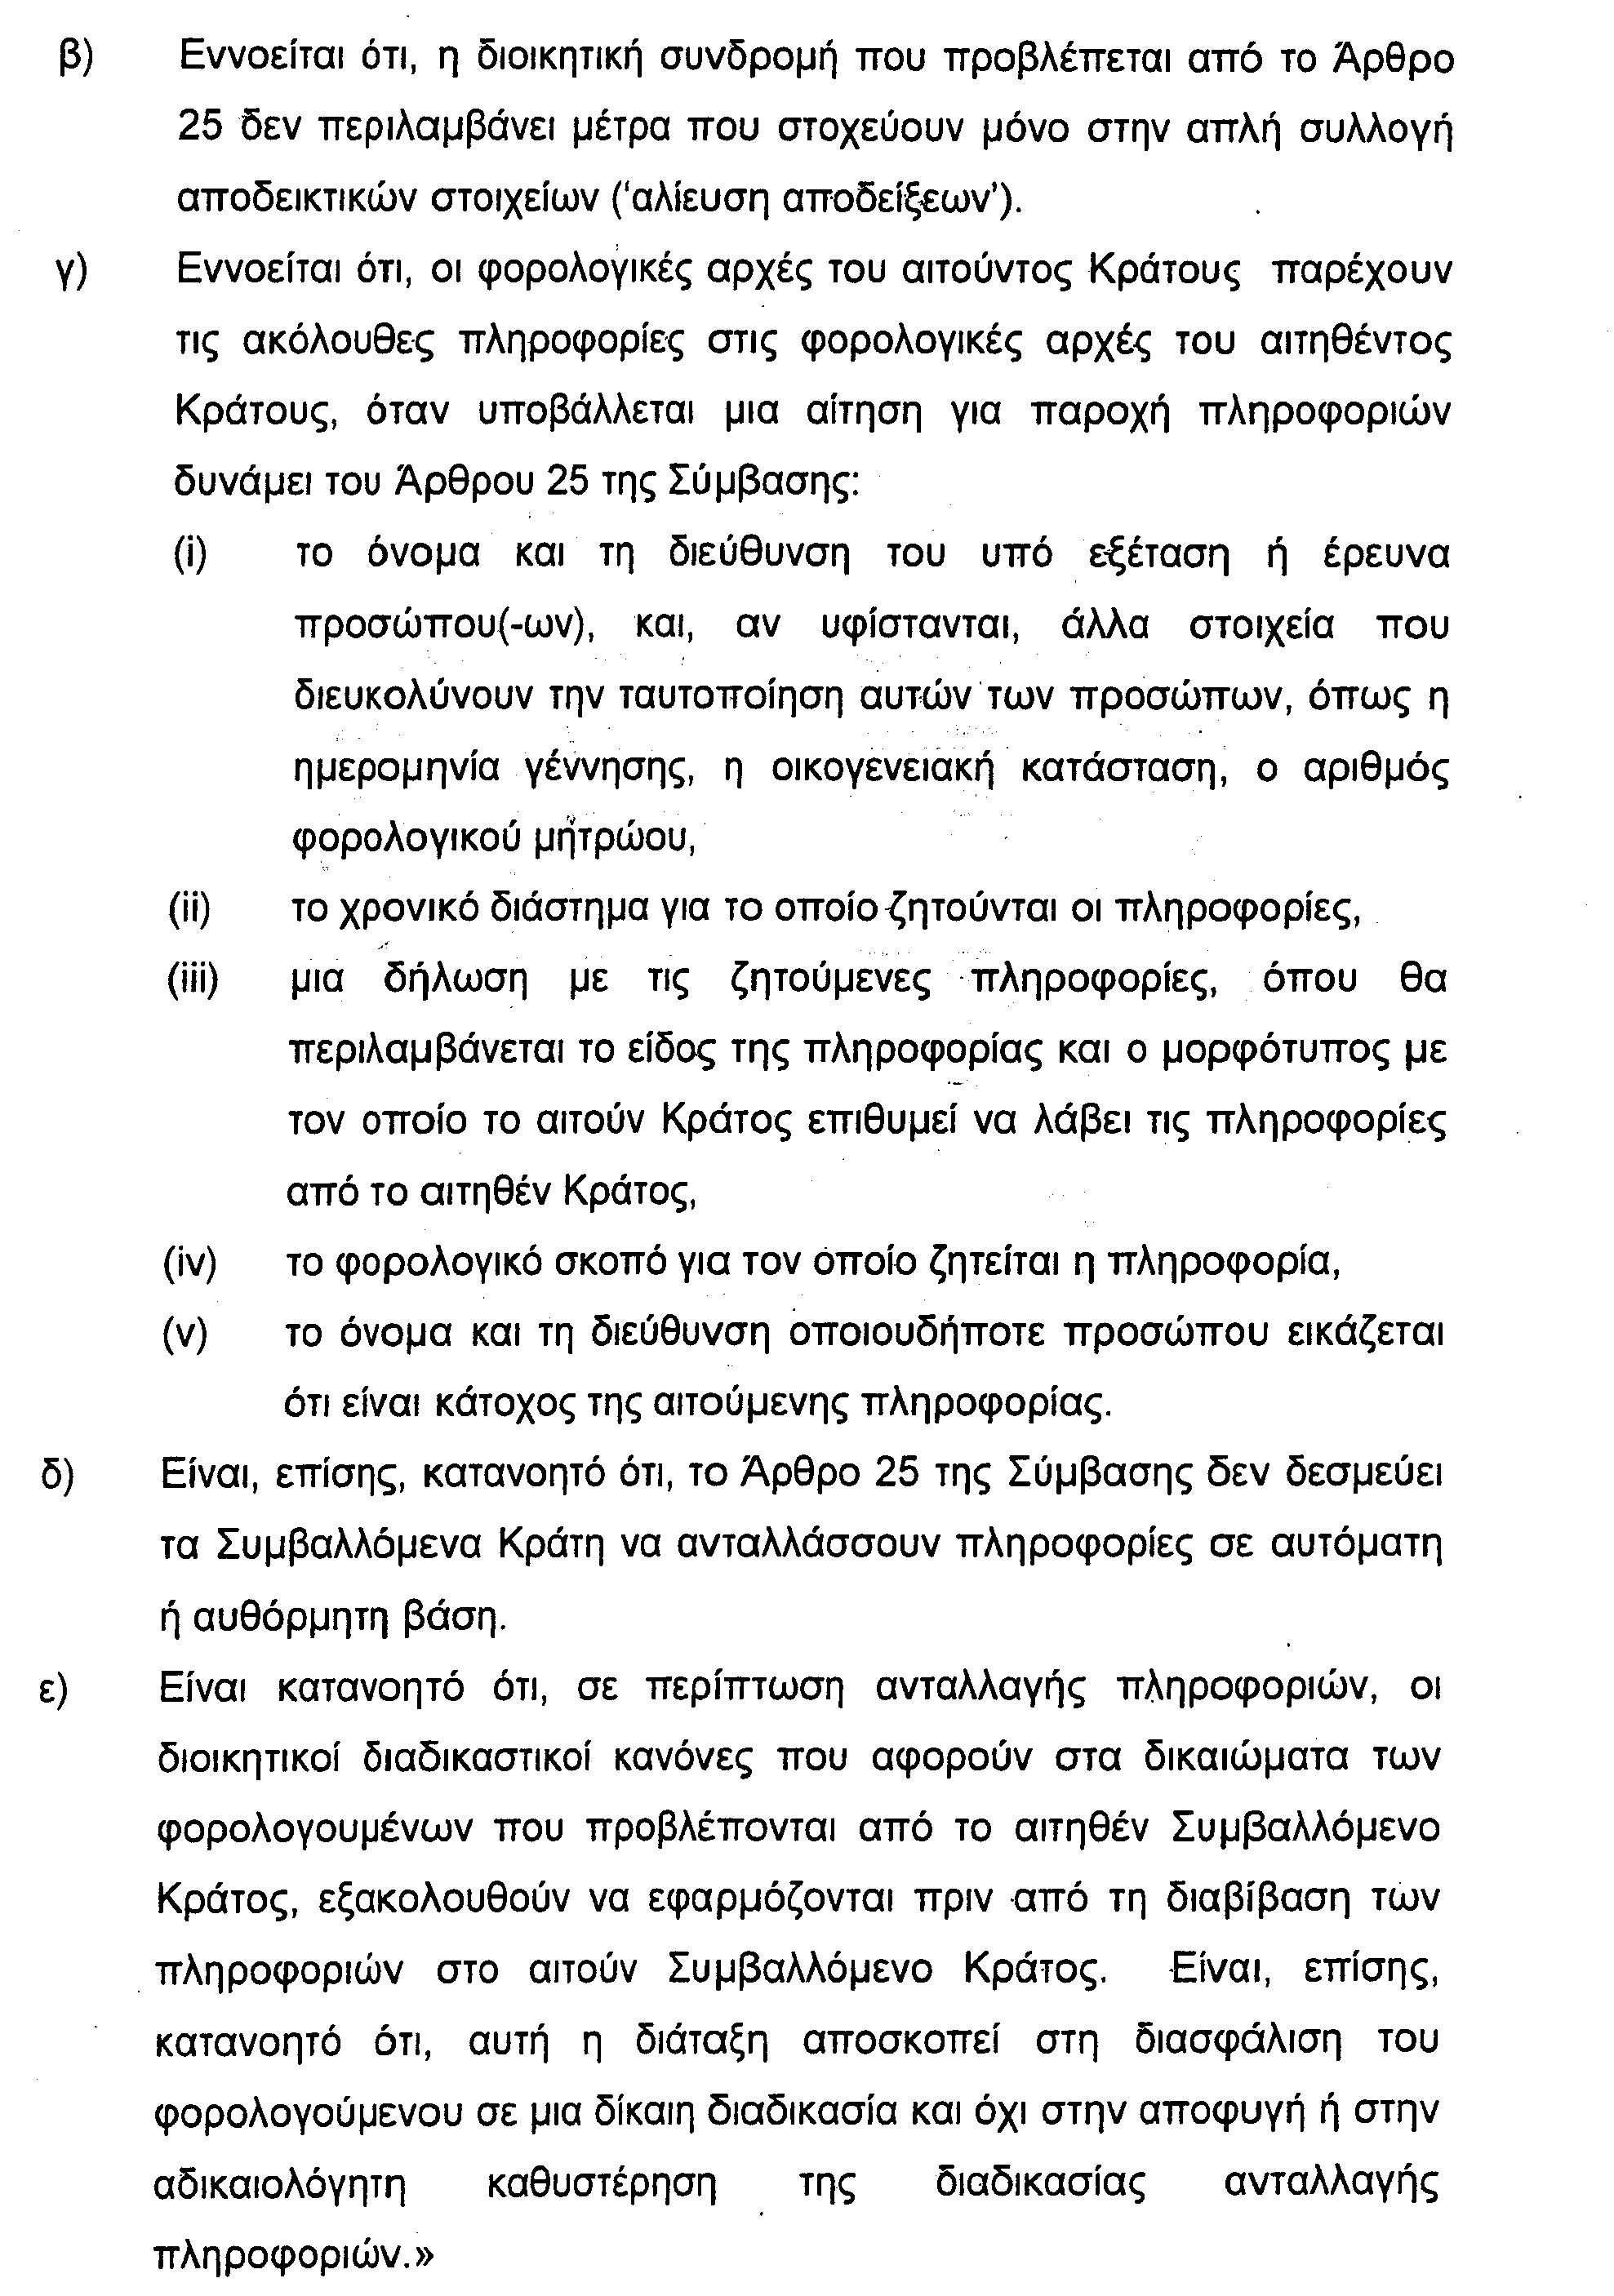 β) Εννοείται ότι, η διοικητική συνδρομή που προβλέπεται από το Άρθρο
25 δεν περιλαμβάνει μέτρα που στοχεύουν μόνο στην απλή συλλογή
αποδεικτικών στοιχείων (‘αλίευση αποδείξεων’).
γ) Εννοείται ότι, οι φορολογικές αρχές του αιτούντος Κράτους παρέχουν
τις ακόλουθες πληροφορίες στις φορολογικές αρχές του αιτηθέντος
Κράτους, όταν υποβάλλεται μια αίτηση για παροχή πληροφοριών
δυνάμει του Άρθρου 25 της Σύμβασης:
(i) το όνομα και τη διεύθυνση του υπό εξέταση ή έρευνα
προσώπου(-ων), και, αν υφίστανται, άλλα στοιχεία που
διευκολύνουν την ταυτοποίηση αυτών των προσώπων, όπως η
ημερομηνία γέννησης, η οικογενειακή κατάσταση, ο αριθμός
φορολογικού μητρώου,
(ii) το χρονικό διάστημα για το οποίο ζητούνται οι πληροφορίες,
(iii) μια δήλωση με τις ζητούμενες πληροφορίες, όπου θα
περιλαμβάνεται το είδος της πληροφορίας και ο μορφότυπος με
τον οποίο το αιτούν Κράτος επιθυμεί να λάβει τις πληροφορίες
από το αιτηθέν Κράτος,
(iv) το φορολογικό σκοπό για τον οποίο ζητείται η πληροφορία,
(v) το όνομα και τη διεύθυνση οποιουδήποτε προσώπου εικάζεται
ότι είναι κάτοχος της αιτούμενης πληροφορίας.
δ) Είναι, επίσης, κατανοητό ότι, το Άρθρο 25 της Σύμβασης δεν δεσμεύει
τα Συμβαλλόμενα Κράτη να ανταλλάσσουν πληροφορίες σε αυτόματη
ή αυθόρμητη βάση.
ε) Είναι κατανοητό ότι, σε περίπτωση ανταλλαγής πληροφοριών, οι
διοικητικοί διαδικαστικοί κανόνες που αφορούν στα δικαιώματα των
φορολογουμένων που προβλέπονται από το αιτηθέν Συμβαλλόμενο
Κράτος, εξακολουθούν να εφαρμόζονται πριν από τη διαβίβαση των
πληροφοριών στο αιτούν Συμβαλλόμενο Κράτος. Είναι, επίσης,
κατανοητό ότι, αυτή η διάταξη αποσκοπεί στη διασφάλιση του
φορολογούμενου σε μια δίκαιη διαδικασία και όχι στην αποφυγή ή στην
αδικαιολόγητη καθυστέρηση της διαδικασίας ανταλλαγής
πληροφοριών.»